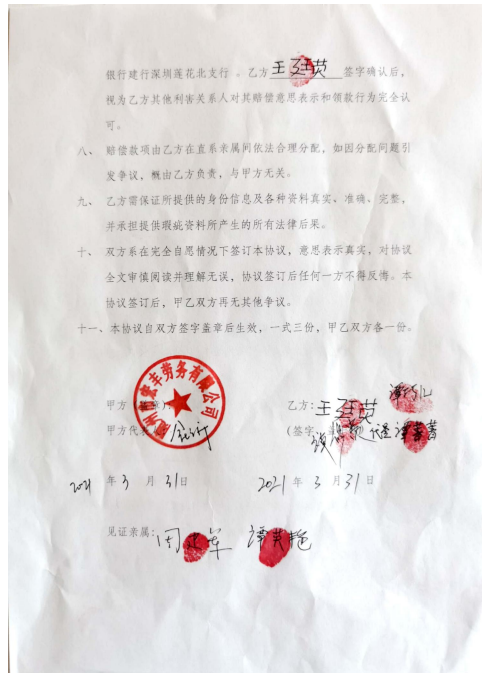 银行建行深圳莲花北支行 。乙方 王 英 签字确认后，
视为乙方其他利害关系人对其赔偿意思表示和领款行为完全认
可。
八、 赔偿款项由乙方在直系亲属间依法合理分配，如因分配问题引
发争议，概由乙方负责，与甲方无关。
九、 乙方需保证所提供的身份信息及各种资料真实、准确、完整，
并承担提供瑕疵资料所产生的所有法律后果。
十、 双方系在完全自愿情况下签订本协议，意思表示真实，对协议
全文审慎阅读并理解无误，协议签订后任何一方不得反悔。本
协议签订后，甲乙双方再无其他争议。
十一、本协议自双方签字盖章后生效，一式三份，甲乙双方各一份。
劳务有限公司
甲方
乙方：王 英
甲方代
（签字
2021 年 3 月 31日
2021 年 3 月 31 日
见证亲属：周 军 谭英艳